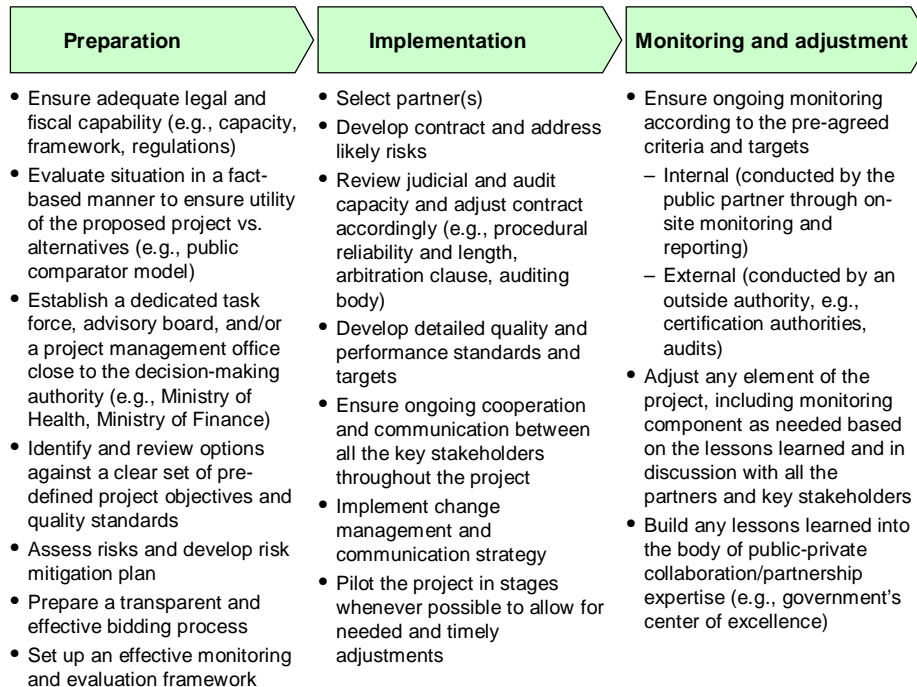 Preparation
• Ensure adequate legal and
fiscal capability (e.g., capacity,
framework, regulations)
• Evaluate situation in a fact-
based manner to ensure utility
of the proposed project vs.
alternatives (e.g., public
comparator model)
• Establish a dedicated task
force, advisory board, and/or
a project management office
close to the decision-making
authority (e.g., Ministry of
Health, Ministry of Finance)
• Identify and review options
against a clear set of pre-
defined project objectives and
quality standards
• Assess risks and develop risk
mitigation plan
• Prepare a transparent and
effective bidding process
• Set up an effective monitoring
and evaluation framework
Implementation
• Select partner(s)
• Develop contract and address
likely risks
• Review judicial and audit
capacity and adjust contract
accordingly (e.g., procedural
reliability and length,
arbitration clause, auditing
body)
• Develop detailed quality and
performance standards and
targets
• Ensure ongoing cooperation
and communication between
all the key stakeholders
throughout the project
• Implement change
management and
communication strategy
• Pilot the project in stages
whenever possible to allow for
needed and timely
adjustments
Monitoring and adjustment
• Ensure ongoing monitoring
according to the pre-agreed
criteria and targets
– Internal (conducted by the
public partner through on-
site monitoring and
reporting)
– External (conducted by an
outside authority, e.g.,
certification authorities,
audits)
• Adjust any element of the
project, including monitoring
component as needed based
on the lessons learned and in
discussion with all the
partners and key stakeholders
• Build any lessons learned into
the body of public-private
collaboration/partnership
expertise (e.g., government's
center of excellence)